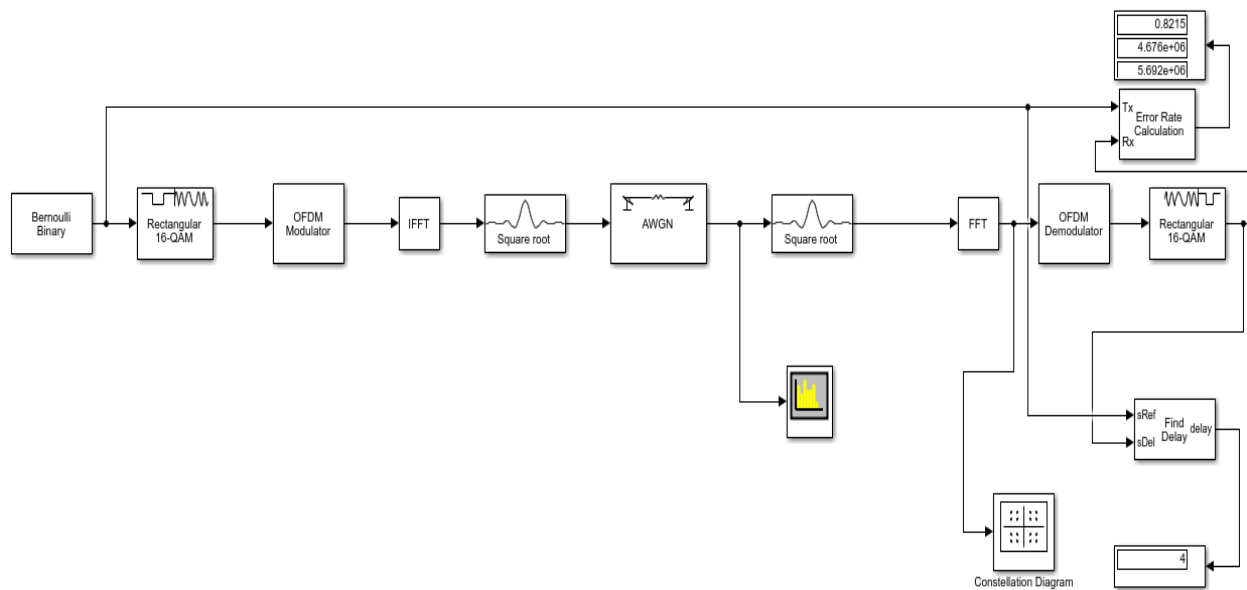 0.8215
4.676e+06
5.692e+06
Tx
Error Rate
Calculation
Rx
Bernoulli
Binary
Rectangular
16-QAM
OFDM
Modulator
IFFT
Square root
AWGN
Square root
FFT
OFDM
Demodulator
Rectangular
16-QAM
sRef
Find
Delay
delay
sDel
4
Constellation Diagram